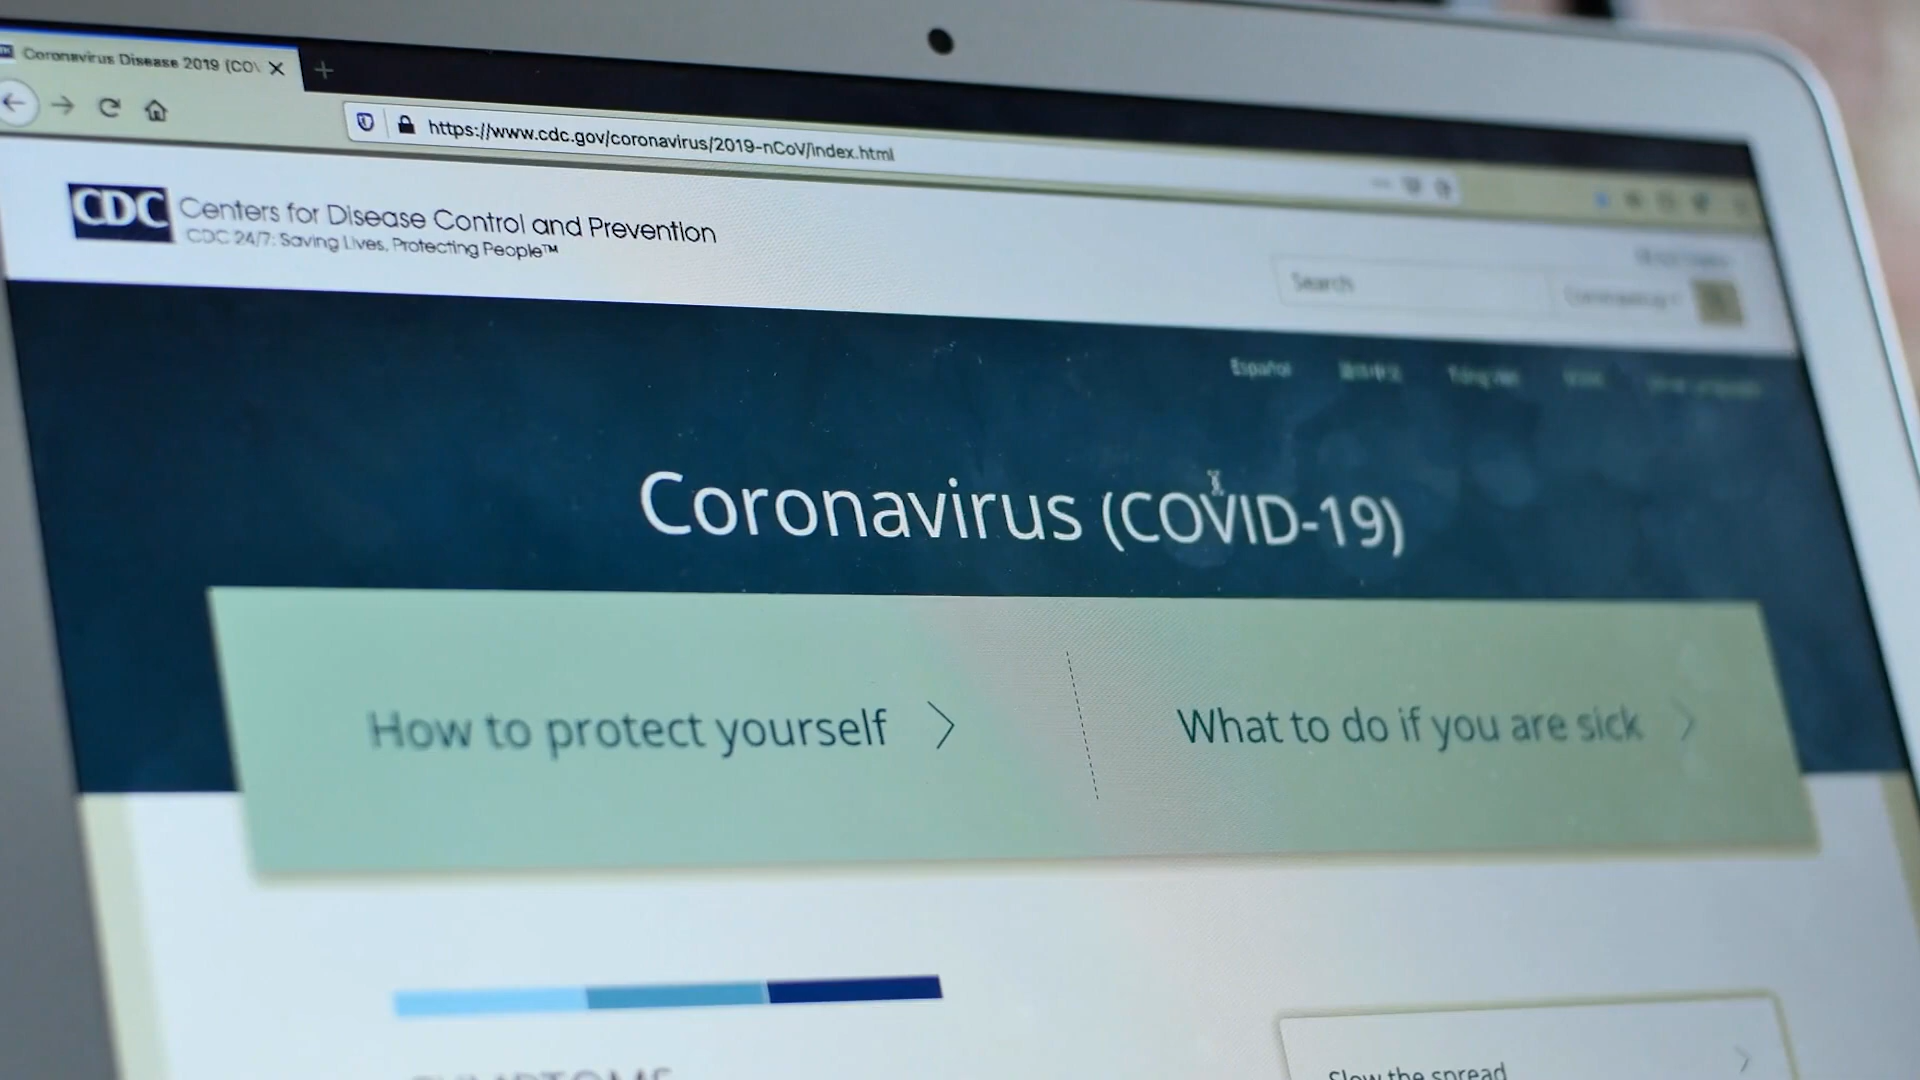 Coronavirus Disease 2019 (COV
https://www.cdc.gov/coronavirus/2019-nCoV/index.html
CDC Centers for Disease Control and Prevention
CDC 24/7: Saving Lives, Protecting People™
Search
Español
Coronavirus (COVID-19)
How to protect yourself
What to do if you are sick
SYMPTOMS
Slow the spread